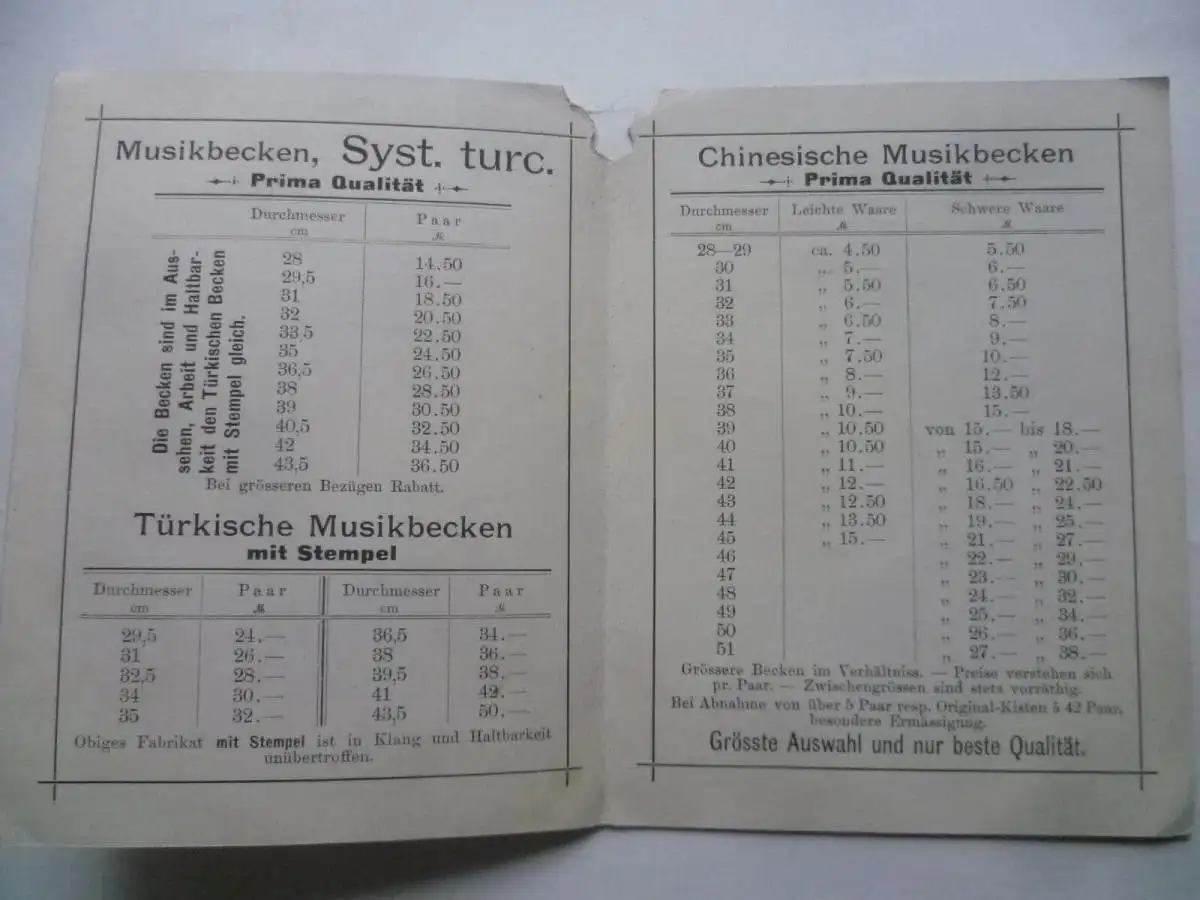 Musikbecken, Syst. turc.
Prima Qualität
Durchmesser Paar
cm ℳ
Die Becken sind im Aus-
sehen, Arbeit und Haltbar-
keit den Türkischen Becken
mit Stempel gleich.
28 14.50
29,5 16.—
31 18.50
32 20.50
33,5 22.50
35 24.50
36,5 26.50
38 28.50
39 30.50
40,5 32.50
42 34.50
43,5 36.50
Bei grösseren Bezügen Rabatt.
Türkische Musikbecken
mit Stempel
Durchmesser Paar Durchmesser Paar
cm ℳ cm ℳ
29,5 24.— 36,5 34.—
31 26.— 38 36.—
32,5 28.— 39,5 38.—
34 30.— 41 42.—
35 32.— 43,5 50.—
Obiges Fabrikat mit Stempel ist in Klang und Haltbarkeit
unübertroffen.
Chinesische Musikbecken
Prima Qualität
Durchmesser Leichte Waare Schwere Waare
cm ℳ ℳ
28—29 ca. 4.50 5.50
30 „ 5.— 6.—
31 „ 5.50 6.50
32 „ 6.— 7.50
33 „ 6.50 8.—
34 „ 7.— 9.—
35 „ 7.50 10.—
36 „ 8.— 12.—
37 „ 9.— 13.50
38 „ 10.— 15.—
39 „ 10.50 von 15.— bis 18.—
40 „ 10.50 „ 15.— „ 20.—
41 „ 11.— „ 16.— „ 21.—
42 „ 12.— „ 16.50 „ 22.50
43 „ 12.50 „ 18.— „ 24.—
44 „ 13.50 „ 19.— „ 25.—
45 „ 15.— „ 21.— „ 27.—
46 „ 22.— „ 29.—
47 „ 23.— „ 30.—
48 „ 24.— „ 32.—
49 „ 25.— „ 34.—
50 „ 26.— „ 36.—
51 „ 27.— „ 38.—
Grössere Becken im Verhältniss. — Preise verstehen sich
pr. Paar. — Zwischengrössen sind stets vorräthig.
Bei Abnahme von über 5 Paar resp. Original-Kisten à 42 Paar,
besondere Ermässigung.
Grösste Auswahl und nur beste Qualität.